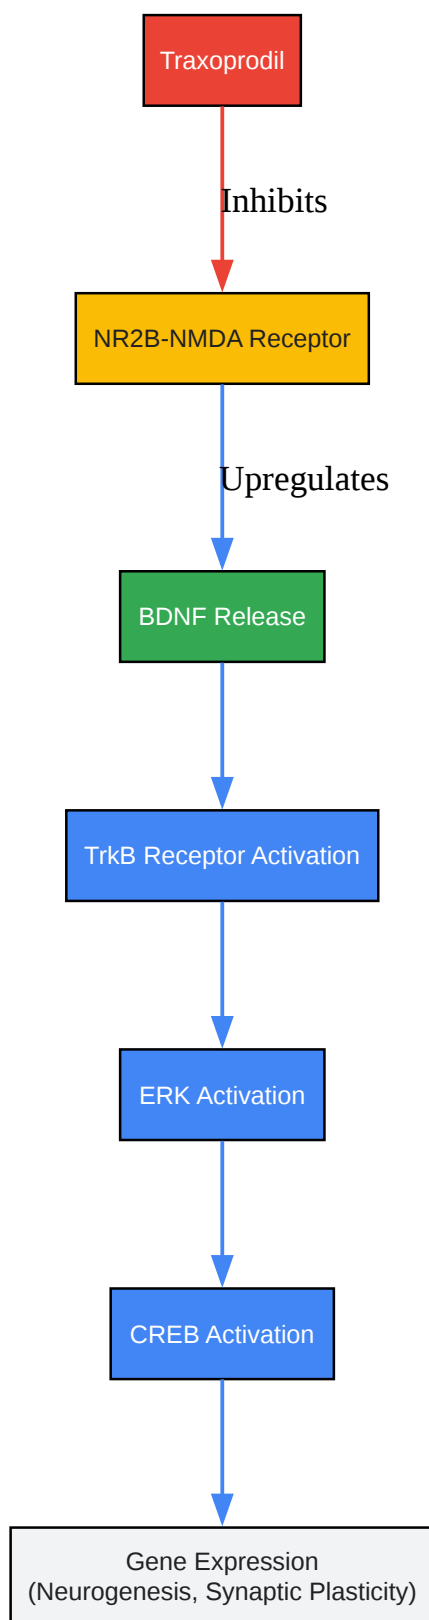 Traxoprodil
Inhibits
NR2B-NMDA Receptor
Upregulates
BDNF Release
TrkB Receptor Activation
ERK Activation
CREB Activation
Gene Expression
(Neurogenesis, Synaptic Plasticity)